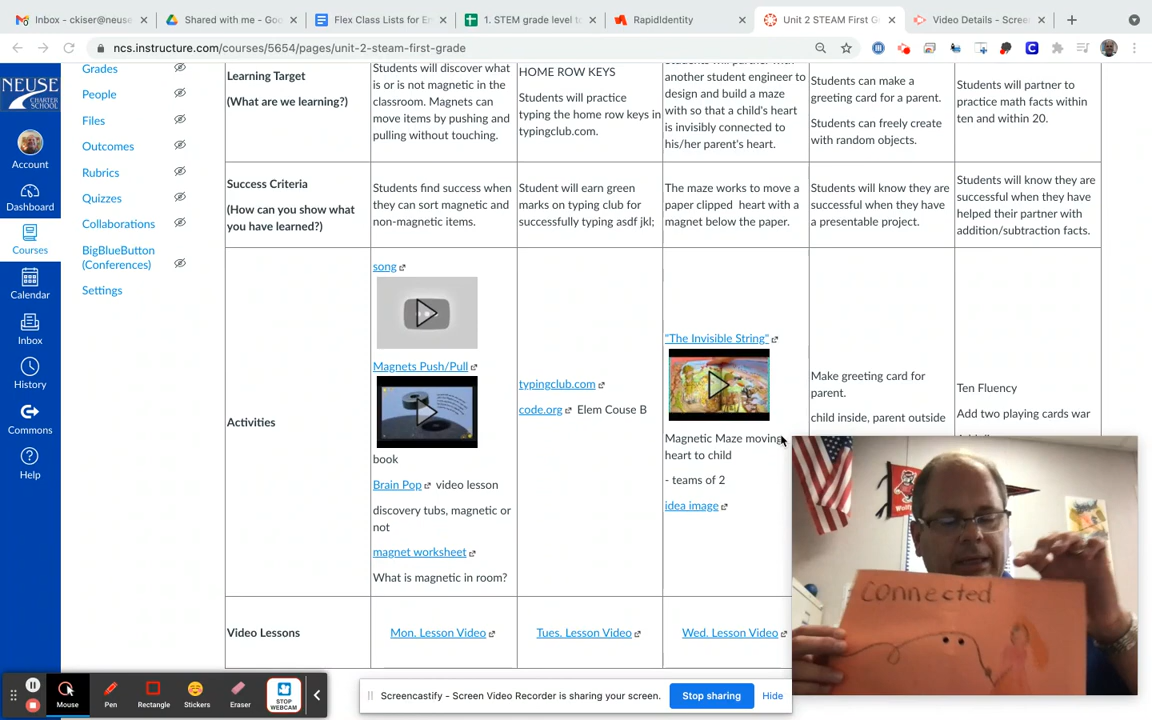 Inbox - ckiser@neuse
Shared with me - Goo
Flex Class Lists for En
1. STEM grade level to
RapidIdentity
Unit 2 STEAM First G
Video Details - Screen
ncs.instructure.com/courses/5654/pages/unit-2-steam-first-grade
NEUSE
CHARTER
SCHOOL
Account
Dashboard
Courses
Calendar
Inbox
History
Commons
Help
Grades
People
Files
Outcomes
Rubrics
Quizzes
Collaborations
BigBlueButton
(Conferences)
Settings
Learning Target
(What are we learning?)
Students will discover what
is or is not magnetic in the
classroom. Magnets can
move items by pushing and
pulling without touching.
HOME ROW KEYS
Students will practice
typing the home row keys in
typingclub.com.
Students will partner with
another student engineer to
design and build a maze
with so that a child's heart
is invisibly connected to
his/her parent's heart.
Students can make a
greeting card for a parent.
Students can freely create
with random objects.
Students will partner to
practice math facts within
ten and within 20.
Success Criteria
(How can you show what
you have learned?)
Students find success when
they can sort magnetic and
non-magnetic items.
Student will earn green
marks on typing club for
successfully typing asdf jkl;
The maze works to move a
paper clipped heart with a
magnet below the paper.
Students will know they are
successful when they have
a presentable project.
Students will know they are
successful when they have
helped their partner with
addition/subtraction facts.
Activities
song
Magnets Push/Pull
book
Brain Pop video lesson
discovery tubs, magnetic or
not
magnet worksheet
What is magnetic in room?
typingclub.com
code.org Elem Couse B
"The Invisible String"
Magnetic Maze moving
heart to child
- teams of 2
idea image
Make greeting card for
parent.
child inside, parent outside
Ten Fluency
Add two playing cards war
Connected
Video Lessons
Mon. Lesson Video
Tues. Lesson Video
Wed. Lesson Video
Mouse
Pen
Rectangle
Stickers
Eraser
STOP
WEBCAM
Screencastify - Screen Video Recorder is sharing your screen.
Stop sharing
Hide